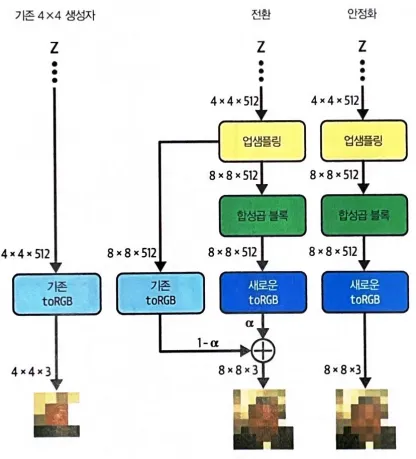 기존 4×4 생성자
전환
안정화
Z
Z
Z
4×4×512
4×4×512
업샘플링
업샘플링
8×8×512
8×8×512
합성곱 블록
합성곱 블록
4×4×512
8×8×512
8×8×512
8×8×512
기존
toRGB
기존
toRGB
새로운
toRGB
새로운
toRGB
α
1-α
4×4×3
8×8×3
8×8×3